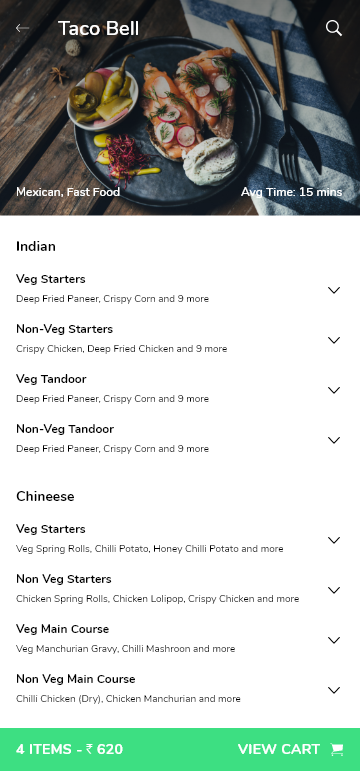 Taco Bell
Mexican, Fast Food
Avg Time: 15 mins
Indian
Veg Starters
Deep Fried Paneer, Crispy Corn and 9 more
Non-Veg Starters
Crispy Chicken, Deep Fried Chicken and 9 more
Veg Tandoor
Deep Fried Paneer, Crispy Corn and 9 more
Non-Veg Tandoor
Deep Fried Paneer, Crispy Corn and 9 more
Chineese
Veg Starters
Veg Spring Rolls, Chilli Potato, Honey Chilli Potato and more
Non Veg Starters
Chicken Spring Rolls, Chicken Lolipop, Crispy Chicken and more
Veg Main Course
Veg Manchurian Gravy, Chilli Mashroon and more
Non Veg Main Course
Chilli Chicken (Dry), Chicken Manchurian and more
4 ITEMS - ₹ 620
VIEW CART